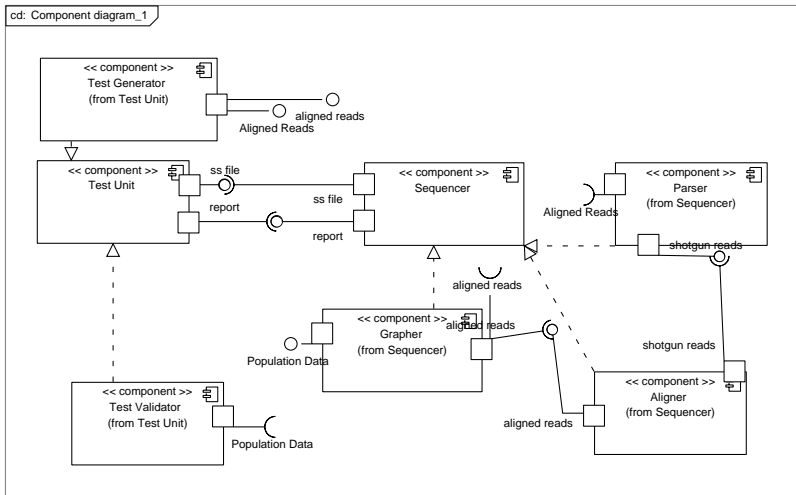 cd: Component diagram_1
<< component >>
Test Generator
(from Test Unit)
aligned reads
Aligned Reads
<< component >>
Test Unit
ss file
report
<< component >>
Sequencer
ss file
report
<< component >>
Parser
(from Sequencer)
Aligned Reads
shotgun reads
aligned reads
<< component >>
Grapher
(from Sequencer)
aligned reads
Population Data
shotgun reads
<< component >>
Aligner
(from Sequencer)
aligned reads
<< component >>
Test Validator
(from Test Unit)
Population Data